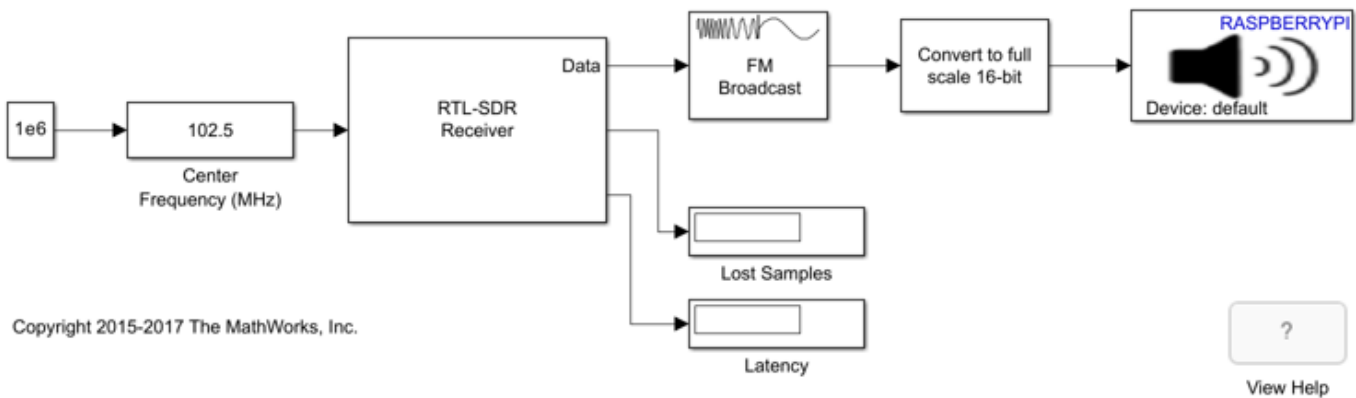 RASPBERRYPI
Data
FM
Broadcast
Convert to full
scale 16-bit
Device: default
RTL-SDR
Receiver
1e6
102.5
Center
Frequency (MHz)
Lost Samples
Copyright 2015-2017 The MathWorks, Inc.
?
Latency
View Help